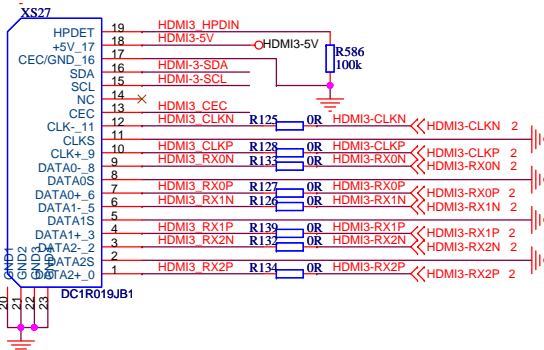 XS27
HPDET 19 HDMI3_HPDIN
+5V_17 18 HDMI3-5V HDMI3-5V
CEC/GND_16 17
R586
100k
SDA 16 HDMI-3-SDA
SCL 15 HDMI-3-SCL
NC 14
CEC 13 HDMI3_CEC
CLK-_11 12 HDMI3_CLKN R125 0R HDMI3-CLKN HDMI3-CLKN 2
CLKS 11
CLK+_9 10 HDMI3_CLKP R128 0R HDMI3-CLKP HDMI3-CLKP 2
DATA0-_8 9 HDMI3_RX0N R133 0R HDMI3-RX0N HDMI3-RX0N 2
DATA0S 8
DATA0+_6 7 HDMI3_RX0P R127 0R HDMI3-RX0P HDMI3-RX0P 2
DATA1-_5 6 HDMI3_RX1N R126 0R HDMI3-RX1N HDMI3-RX1N 2
DATA1S 5
DATA1+_3 4 HDMI3_RX1P R139 0R HDMI3-RX1P HDMI3-RX1P 2
DATA2-_2 3 HDMI3_RX2N R132 0R HDMI3-RX2N HDMI3-RX2N 2
DATA2S 2
DATA2+_0 1 HDMI3_RX2P R134 0R HDMI3-RX2P HDMI3-RX2P 2
GND1
GND2
GND3
DC1R019JB1
20
21
22
23